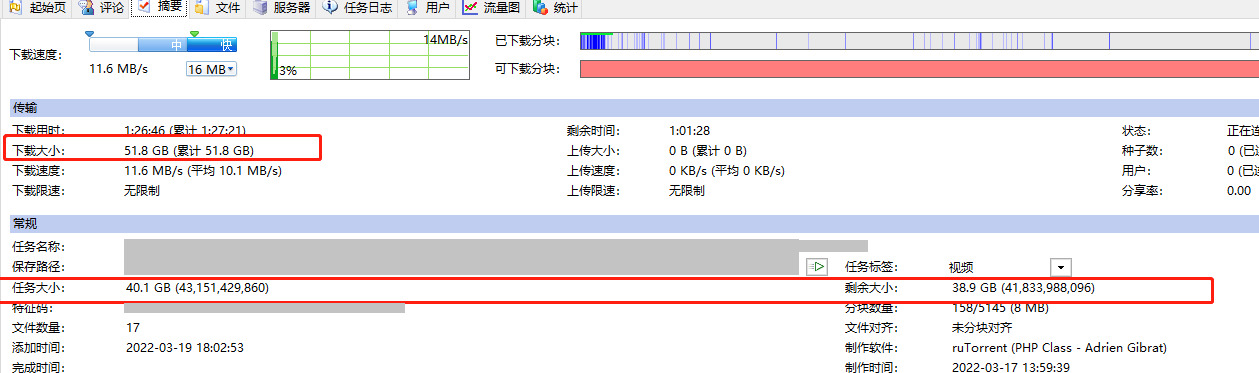 起始页 评论 摘要 文件 服务器 任务日志 用户 流量图 统计
下载速度： 中 快 14MB/s 3% 已下载分块：
11.6 MB/s 16 MB 可下载分块：
传输
下载用时： 1:26:46 (累计 1:27:21) 剩余时间： 1:01:28 状态： 正在连
下载大小： 51.8 GB (累计 51.8 GB) 上传大小： 0 B (累计 0 B) 种子数： 0 (已连
下载速度： 11.6 MB/s (平均 10.1 MB/s) 上传速度： 0 KB/s (平均 0 KB/s) 用户： 0 (已连
下载限速： 无限制 上传限速： 无限制 分享率： 0.00
常规
任务名称：
保存路径： 任务标签： 视频
任务大小： 40.1 GB (43,151,429,860) 剩余大小： 38.9 GB (41,833,988,096)
特征码： 分块数量： 158/5145 (8 MB)
文件数量： 17 文件对齐： 未分块对齐
添加时间： 2022-03-19 18:02:53 制作软件： ruTorrent (PHP Class - Adrien Gibrat)
完成时间： 制作时间： 2022-03-17 13:59:39